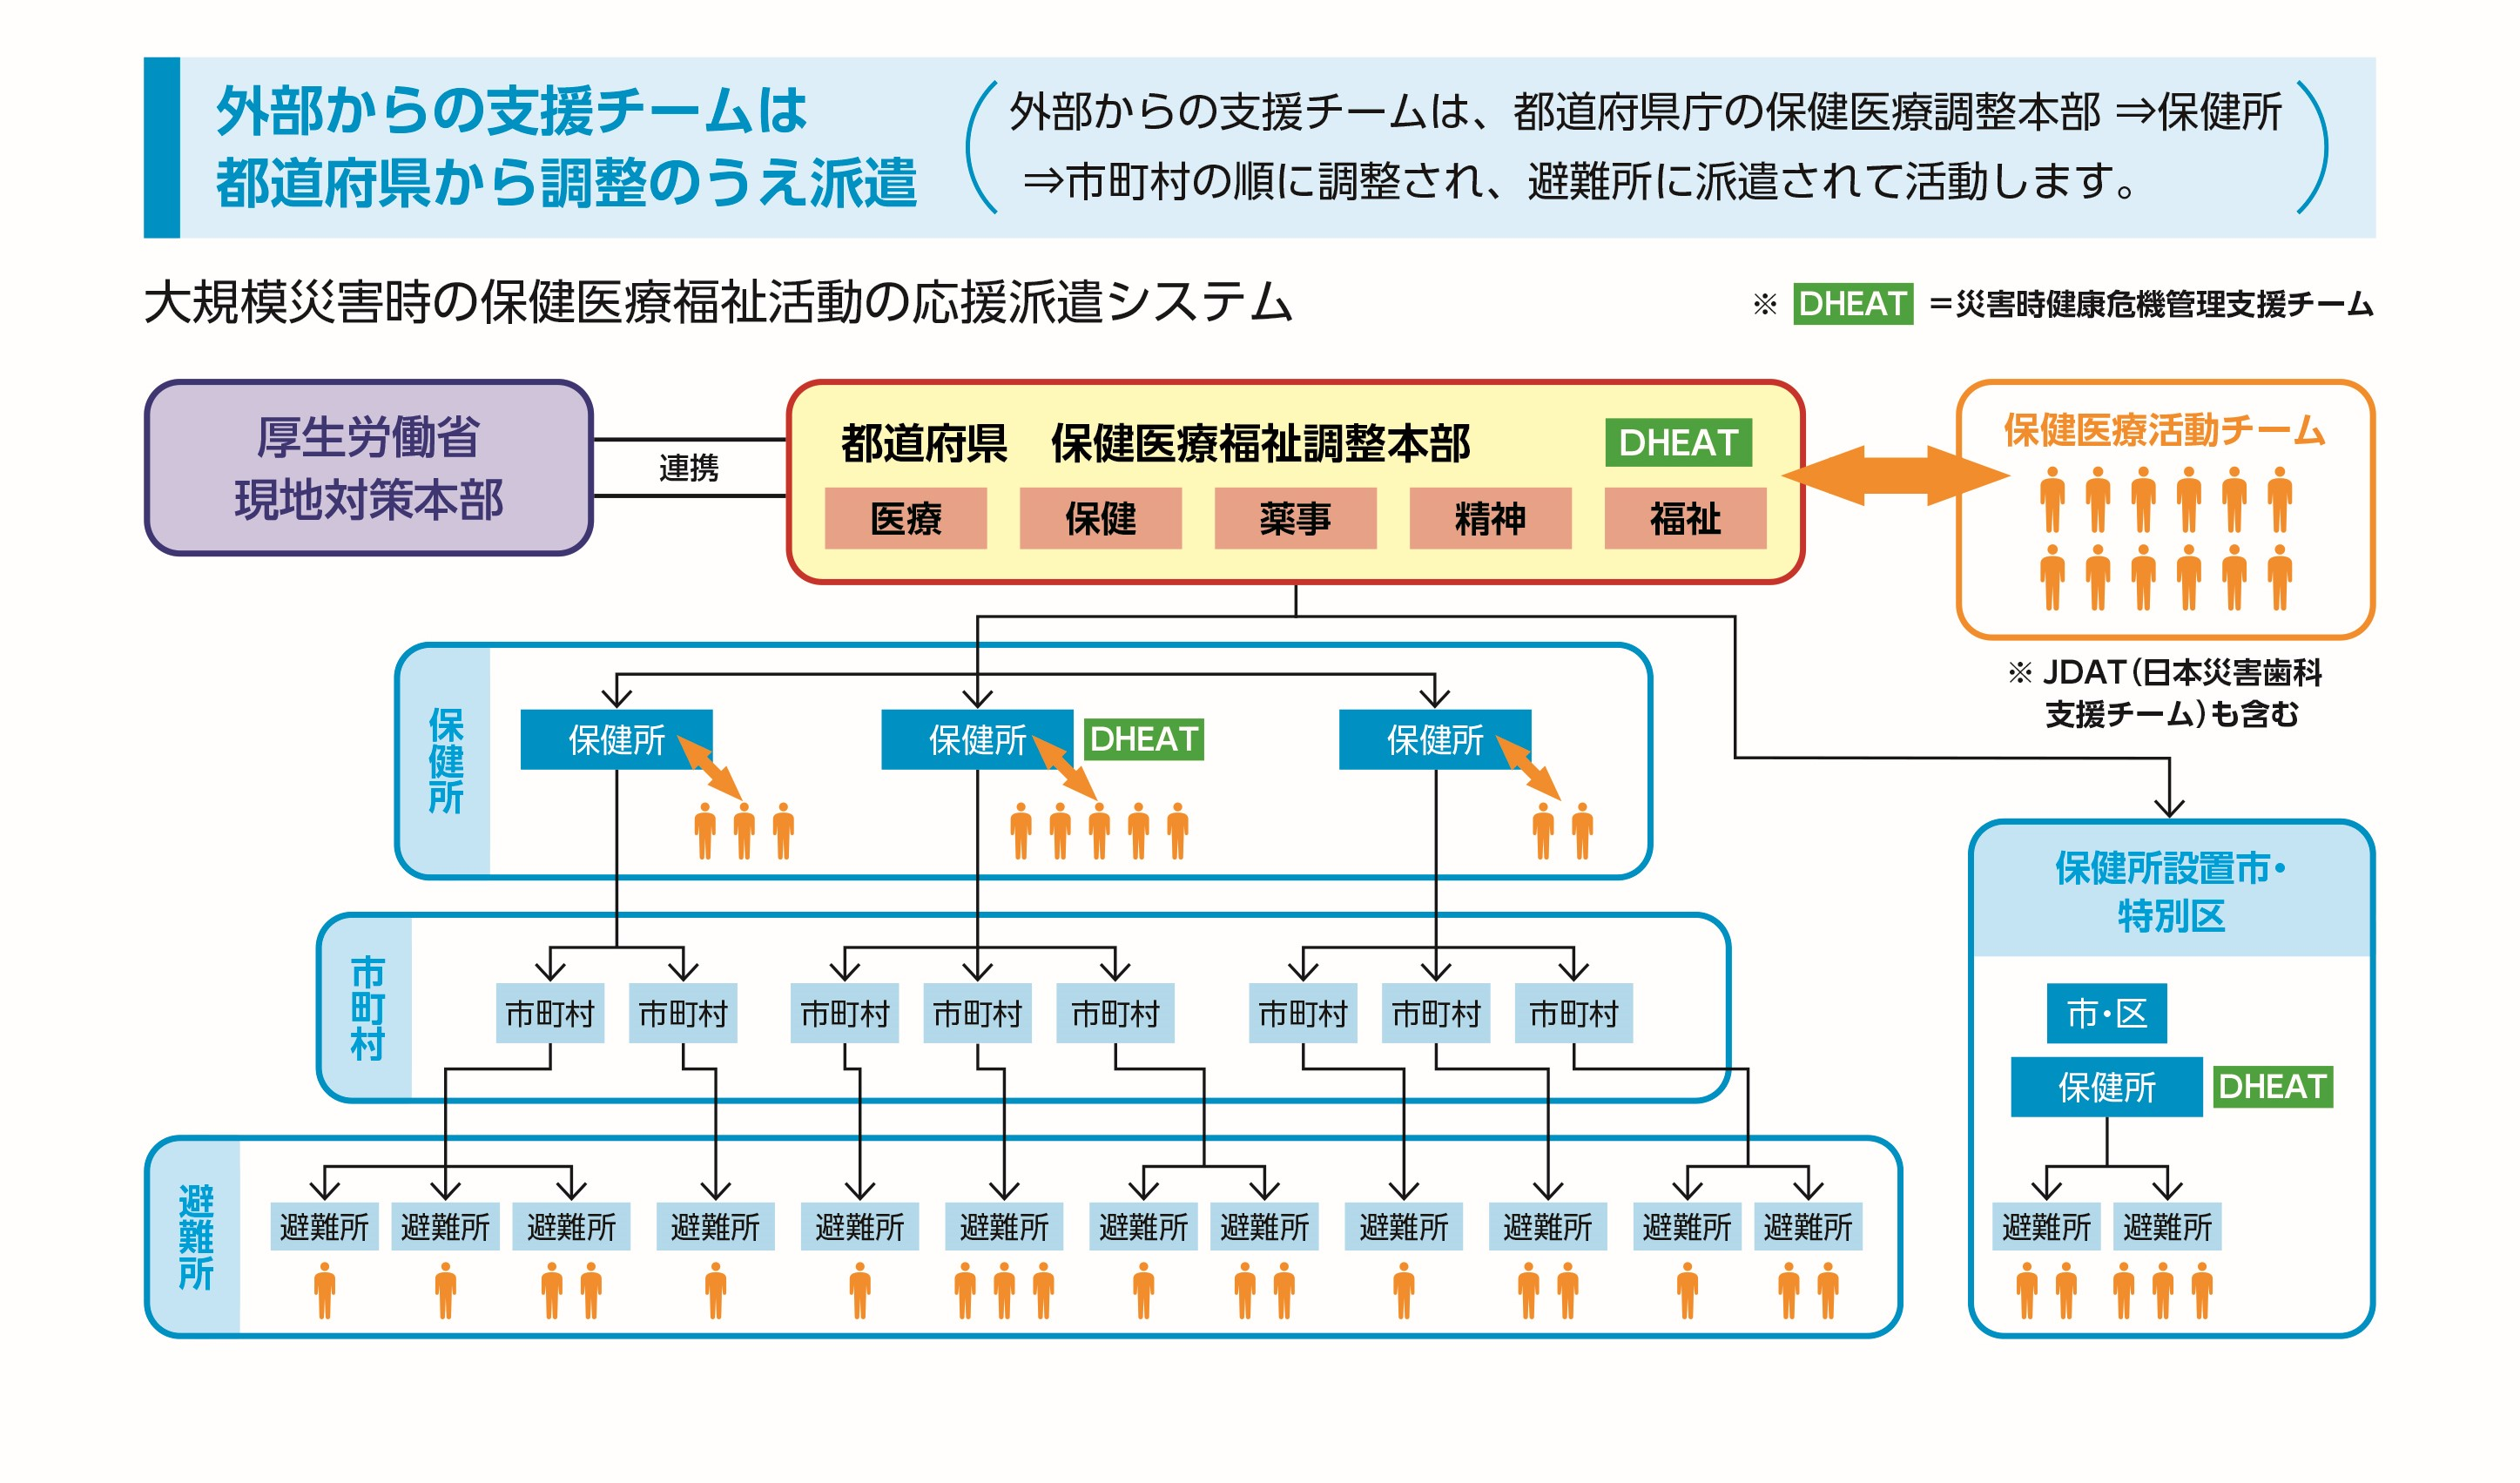 外部からの支援チームは
都道府県から調整のうえ派遣
外部からの支援チームは、都道府県庁の保健医療調整本部 ⇒保健所
⇒市町村の順に調整され、避難所に派遣されて活動します。
大規模災害時の保健医療福祉活動の応援派遣システム
※ DHEAT =災害時健康危機管理支援チーム
厚生労働省
現地対策本部
連携
都道府県 保健医療福祉調整本部 DHEAT
医療 保健 薬事 精神 福祉
保健医療活動チーム
※ JDAT(日本災害歯科
支援チーム)も含む
保健所
保健所 保健所 DHEAT 保健所
市町村
市町村 市町村 市町村 市町村 市町村 市町村 市町村 市町村
避難所
避難所 避難所 避難所 避難所 避難所 避難所 避難所 避難所 避難所 避難所 避難所 避難所
保健所設置市・
特別区
市・区
保健所 DHEAT
避難所 避難所